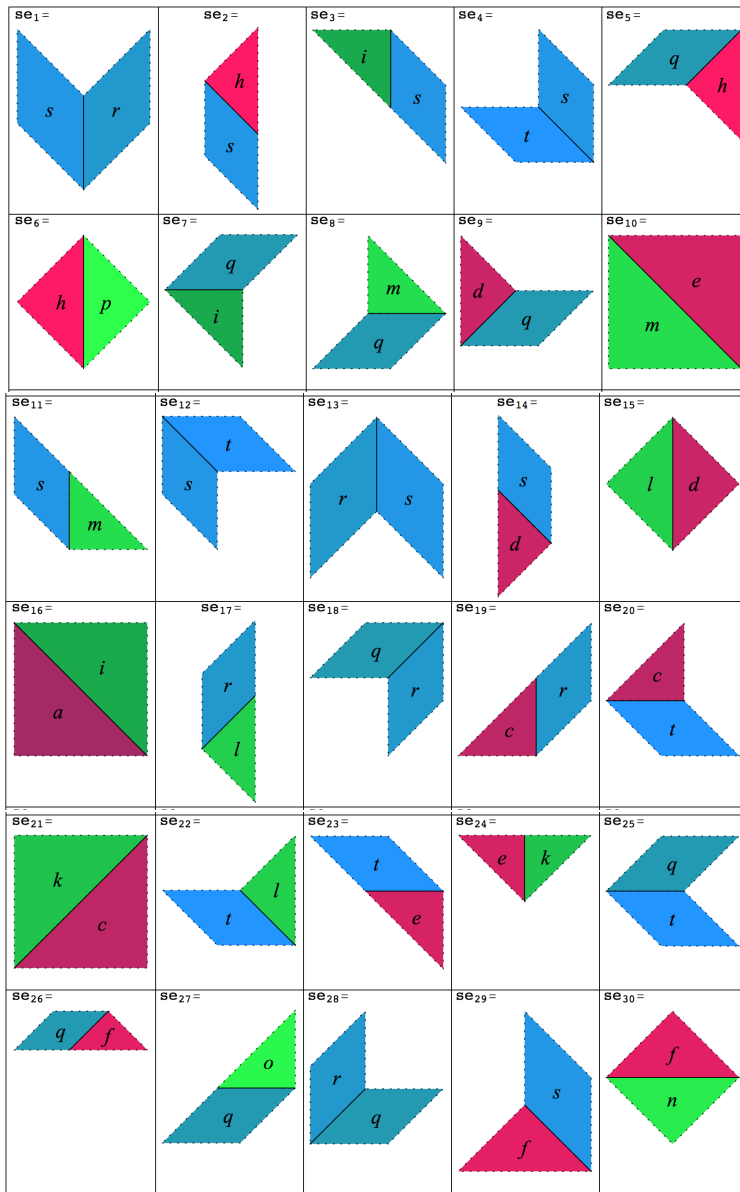 se1= se2= se3= se4= se5=
s r h s i s s t q h
se6= se7= se8= se9= se10=
h p q i m q d q e m
se11= se12= se13= se14= se15=
s m t s r s s d l d
se16= se17= se18= se19= se20=
i a r l q r c r c t
se21= se22= se23= se24= se25=
k c l t t e e k q t
se26= se27= se28= se29= se30=
q f o q r q s f f n